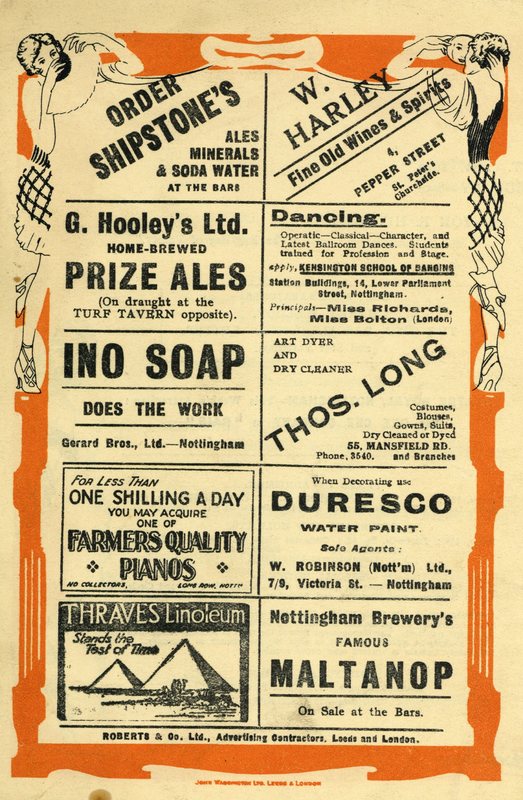 ORDER
SHIPSTONE'S
ALES
MINERALS
& SODA WATER
AT THE BARS
W.
HARLEY
Fine Old Wines & Spirits
4,
PEPPER STREET
St. Peter's
Churchside.
G. Hooley's Ltd.
HOME-BREWED
PRIZE ALES
(On draught at the
TURF TAVERN opposite).
Dancing.
Operatic—Classical—Character, and
Latest Ballroom Dances. Students
trained for Profession and Stage.
apply, KENSINGTON SCHOOL OF DANCING
Station Buildings, 14, Lower Parliament
Street, Nottingham.
Principals—Miss Richards,
Miss Bolton (London)
INO SOAP
DOES THE WORK
Gerard Bros., Ltd.—Nottingham
ART DYER
AND
DRY CLEANER
THOS. LONG
Costumes,
Blouses,
Gowns, Suits,
Dry Cleaned or Dyed
55, MANSFIELD RD.
Phone, 3540. and Branches
FOR LESS THAN
ONE SHILLING A DAY
YOU MAY ACQUIRE
ONE OF
FARMERS QUALITY
PIANOS
NO COLLECTORS, LONG ROW, NOTTM
When Decorating use
DURESCO
WATER PAINT.
Sole Agents:
W. ROBINSON (Nott'm) Ltd.,
7/9, Victoria St. — Nottingham
THRAVES Linoleum
Stands the
Test of Time
Nottingham Brewery's
FAMOUS
MALTANOP
On Sale at the Bars.
ROBERTS & Co. Ltd., Advertising Contractors, Leeds and London.
JOHN WADDINGTON LTD. LEEDS & LONDON